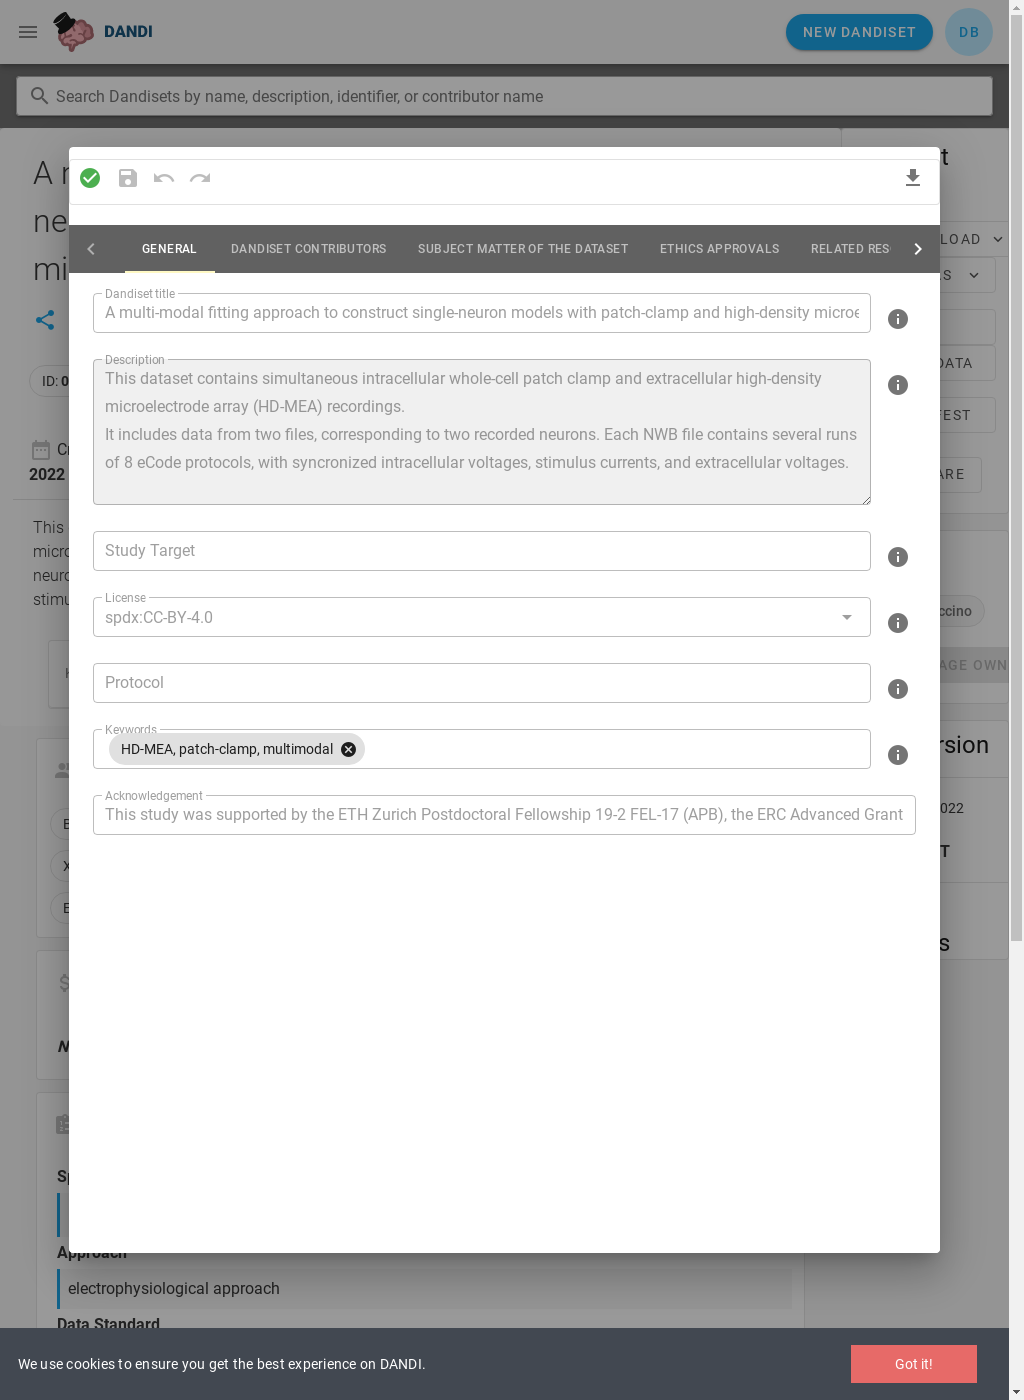 DANDI
NEW DANDISET
DB
Search Dandisets by name, description, identifier, or contributor name
GENERAL
DANDISET CONTRIBUTORS
SUBJECT MATTER OF THE DATASET
ETHICS APPROVALS
RELATED RES
Dandiset title
A multi-modal fitting approach to construct single-neuron models with patch-clamp and high-density microe
Description
This dataset contains simultaneous intracellular whole-cell patch clamp and extracellular high-density
microelectrode array (HD-MEA) recordings.
It includes data from two files, corresponding to two recorded neurons. Each NWB file contains several runs
of 8 eCode protocols, with syncronized intracellular voltages, stimulus currents, and extracellular voltages.
Study Target
License
spdx:CC-BY-4.0
Protocol
Keywords
HD-MEA, patch-clamp, multimodal
Acknowledgement
This study was supported by the ETH Zurich Postdoctoral Fellowship 19-2 FEL-17 (APB), the ERC Advanced Grant
A
ne
mi
ID: 0
2022
This
micro
neuro
stimu
LOAD
DATA
FEST
ARE
ccino
AGE OWN
rsion
2022
T
s
Approach
electrophysiological approach
Data Standard
We use cookies to ensure you get the best experience on DANDI.
Got it!